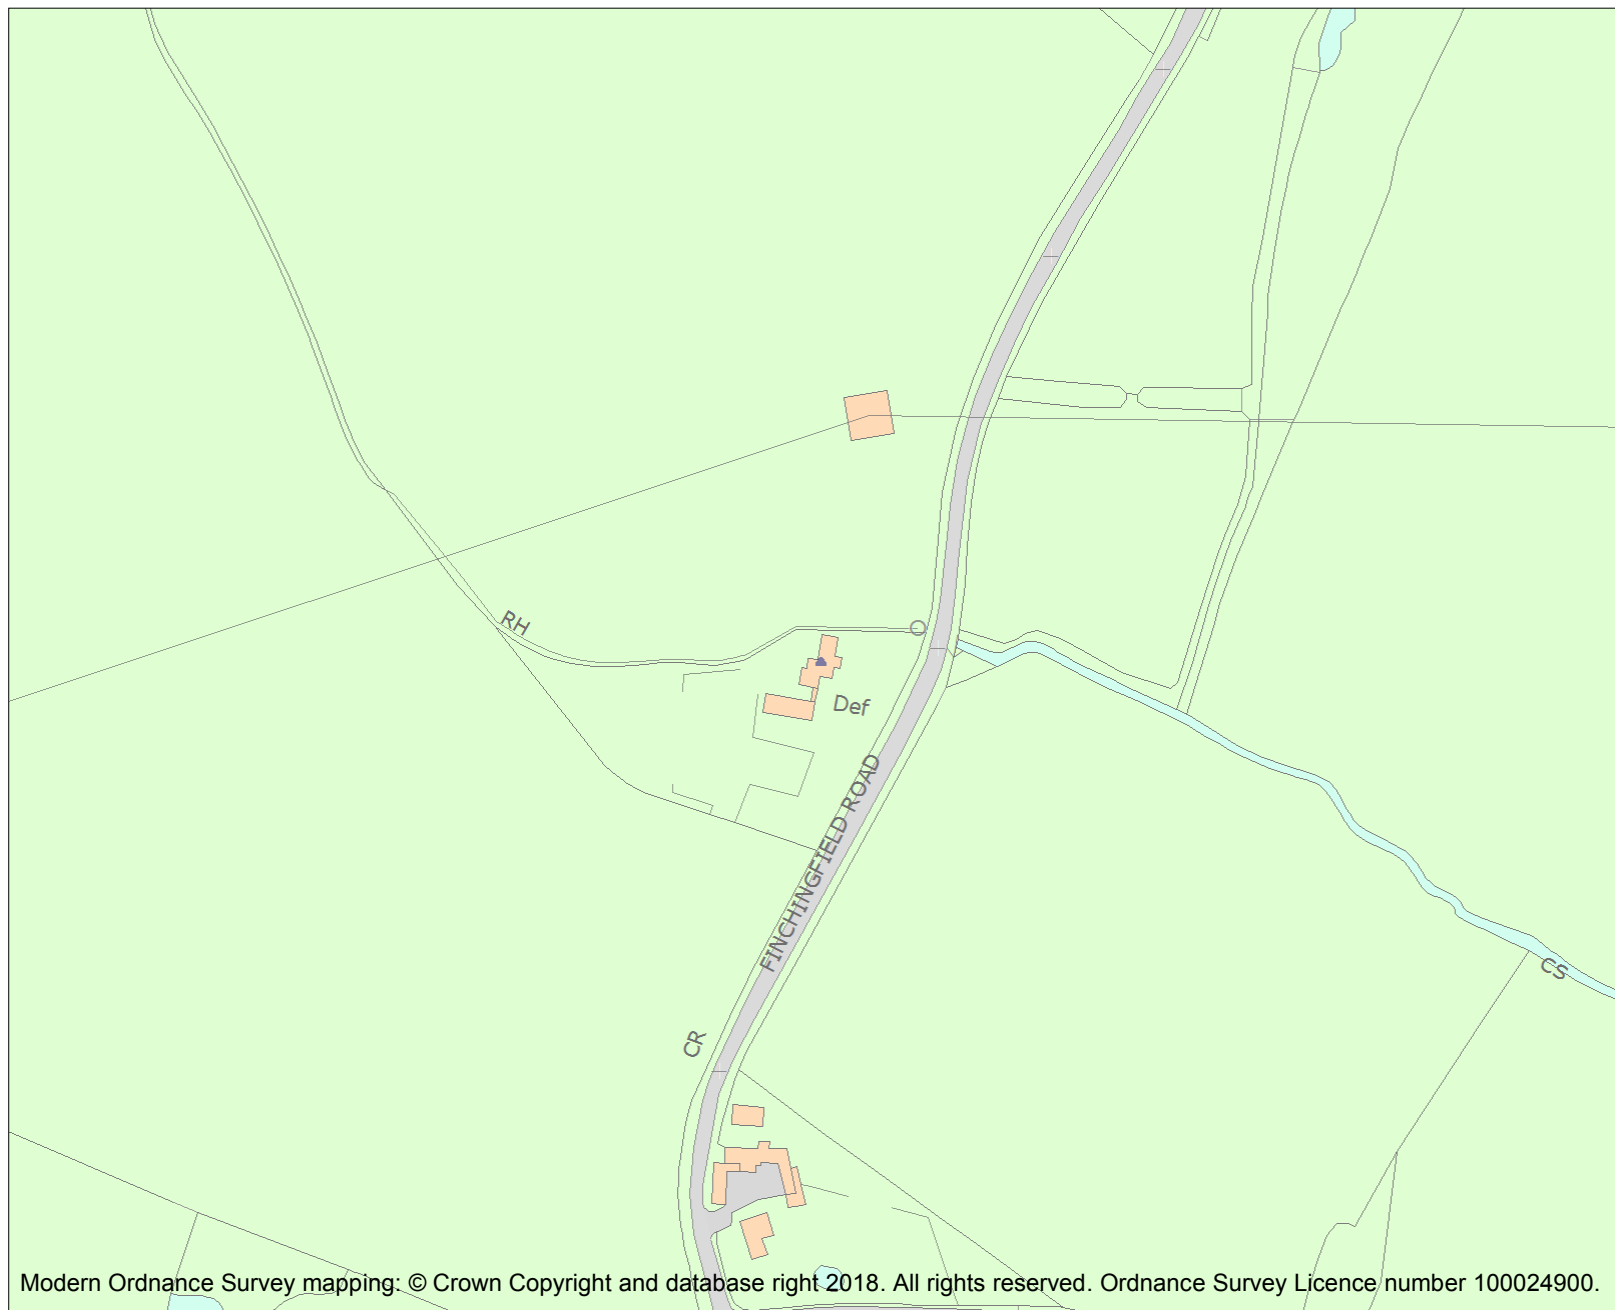 RH
Def
FINCHINGFIELD ROAD
CS
CR
Modern Ordnance Survey mapping: © Crown Copyright and database right 2018. All rights reserved. Ordnance Survey Licence number 100024900.